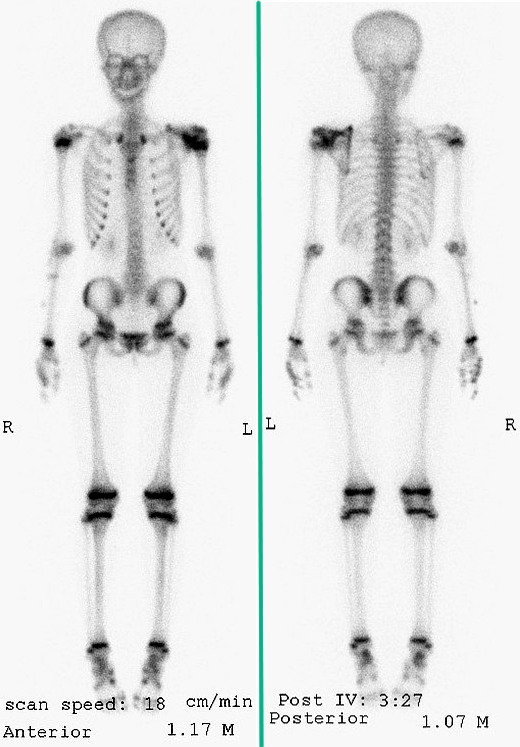 R
L
L
R
scan speed: 18 cm/min
Anterior 1.17 M
Post IV: 3:27
Posterior 1.07 M